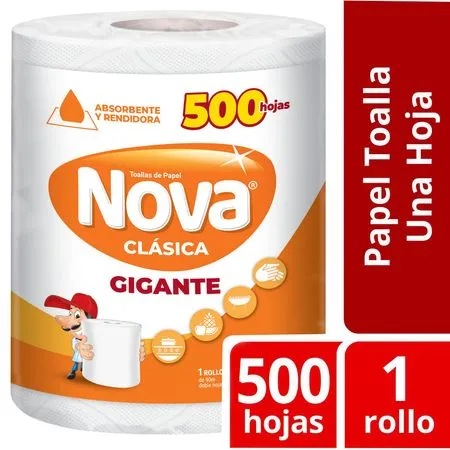 ABSORBENTE
Y RENDIDORA
500 hojas
Toallas de Papel
Nova®
CLÁSICA
GIGANTE
1 ROLLO
Papel Toalla
Una Hoja
500
hojas
1
rollo